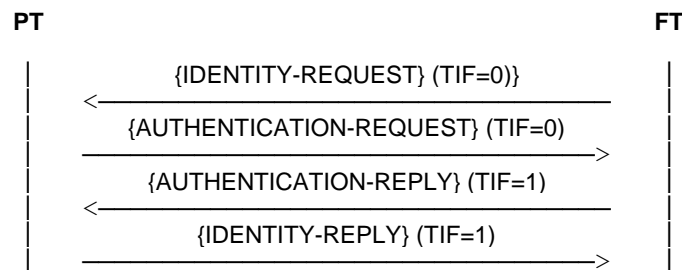 PT FT
{IDENTITY-REQUEST} (TIF=0)}
{AUTHENTICATION-REQUEST} (TIF=0)
{AUTHENTICATION-REPLY} (TIF=1)
{IDENTITY-REPLY} (TIF=1)